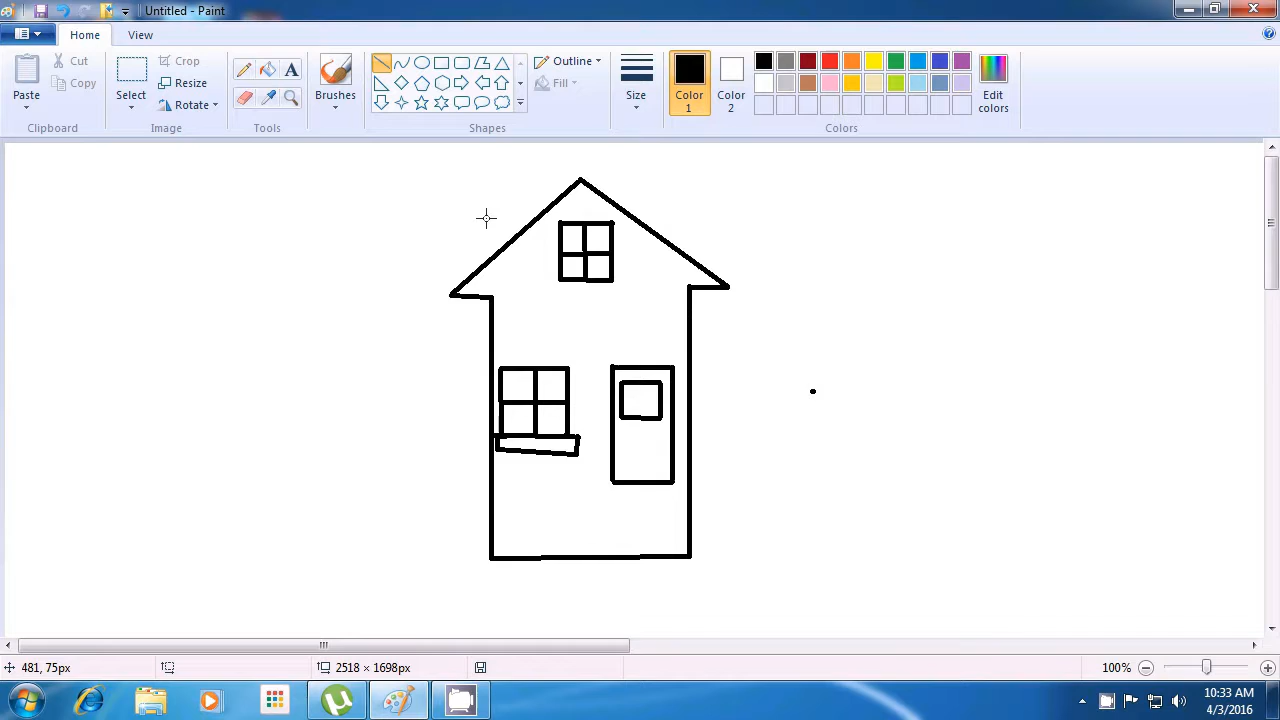 Untitled - Paint
Home
View
Paste
Cut
Copy
Clipboard
Select
Crop
Resize
Rotate
Image
A
Tools
Brushes
Shapes
Outline
Fill
Size
Color
1
Color
2
Edit
colors
Colors
481, 75px
2518 × 1698px
100%
10:33 AM
4/3/2016